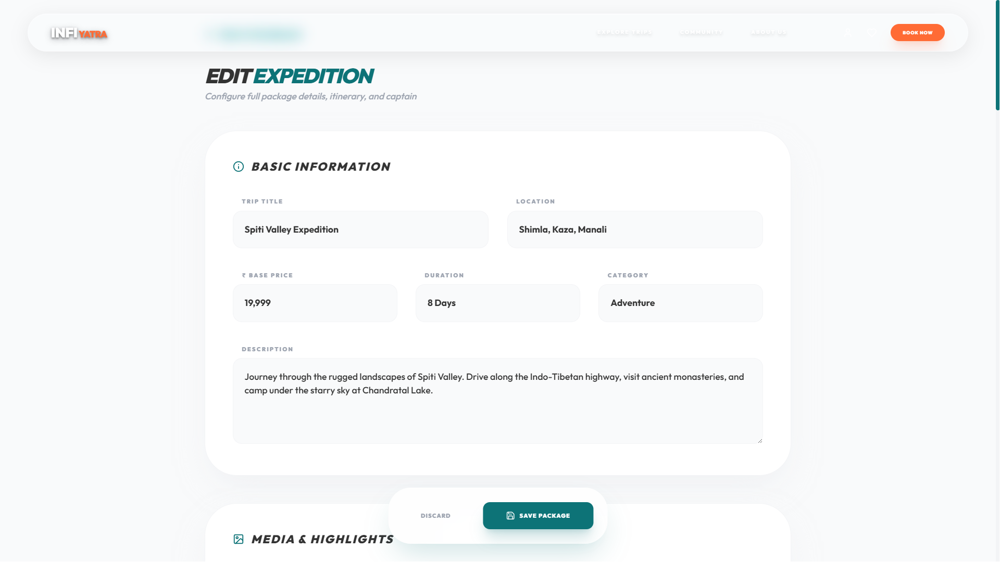 INFI YATRA
EXPLORE TRIPS
COMMUNITY
ABOUT US
BOOK NOW
EDIT EXPEDITION
Configure full package details, itinerary, and captain
BASIC INFORMATION
TRIP TITLE
LOCATION
Spiti Valley Expedition
Shimla, Kaza, Manali
₹ BASE PRICE
DURATION
CATEGORY
19,999
8 Days
Adventure
DESCRIPTION
Journey through the rugged landscapes of Spiti Valley. Drive along the Indo-Tibetan highway, visit ancient monasteries, and
camp under the starry sky at Chandratal Lake.
DISCARD
SAVE PACKAGE
MEDIA & HIGHLIGHTS